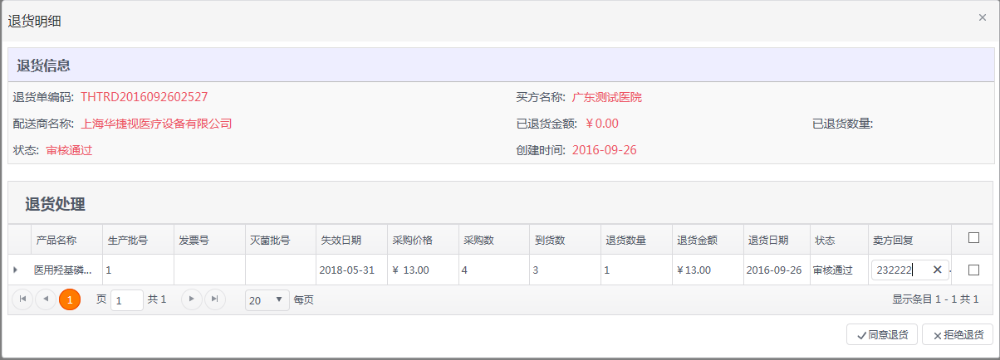 退货明细
退货信息
退货单编码: THTRD2016092602527 买方名称: 广东测试医院
配送商名称: 上海华捷视医疗设备有限公司 已退货金额: ￥0.00 已退货数量:
状态: 审核通过 创建时间: 2016-09-26
退货处理
产品名称 生产批号 发票号 灭菌批号 失效日期 采购价格 采购数 到货数 退货数量 退货金额 退货日期 状态 卖方回复
医用羟基磷... 1 2018-05-31 ￥ 13.00 4 3 1 ￥13.00 2016-09-26 审核通过 232222
1 页 1 共 1 20 每页 显示条目 1 - 1 共 1
同意退货 拒绝退货